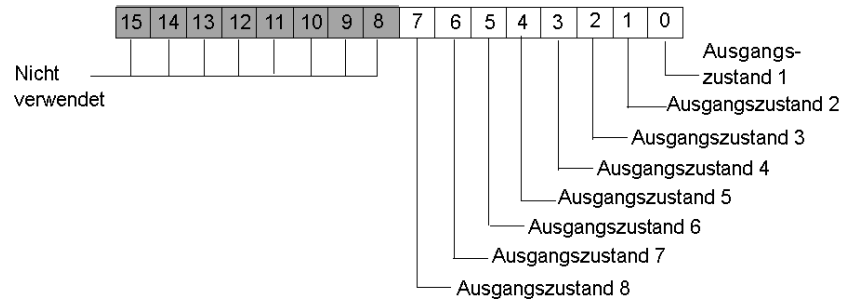 15 14 13 12 11 10 9 8 7 6 5 4 3 2 1 0
Ausgangs-
zustand 1
Nicht
verwendet
Ausgangszustand 2
Ausgangszustand 3
Ausgangszustand 4
Ausgangszustand 5
Ausgangszustand 6
Ausgangszustand 7
Ausgangszustand 8